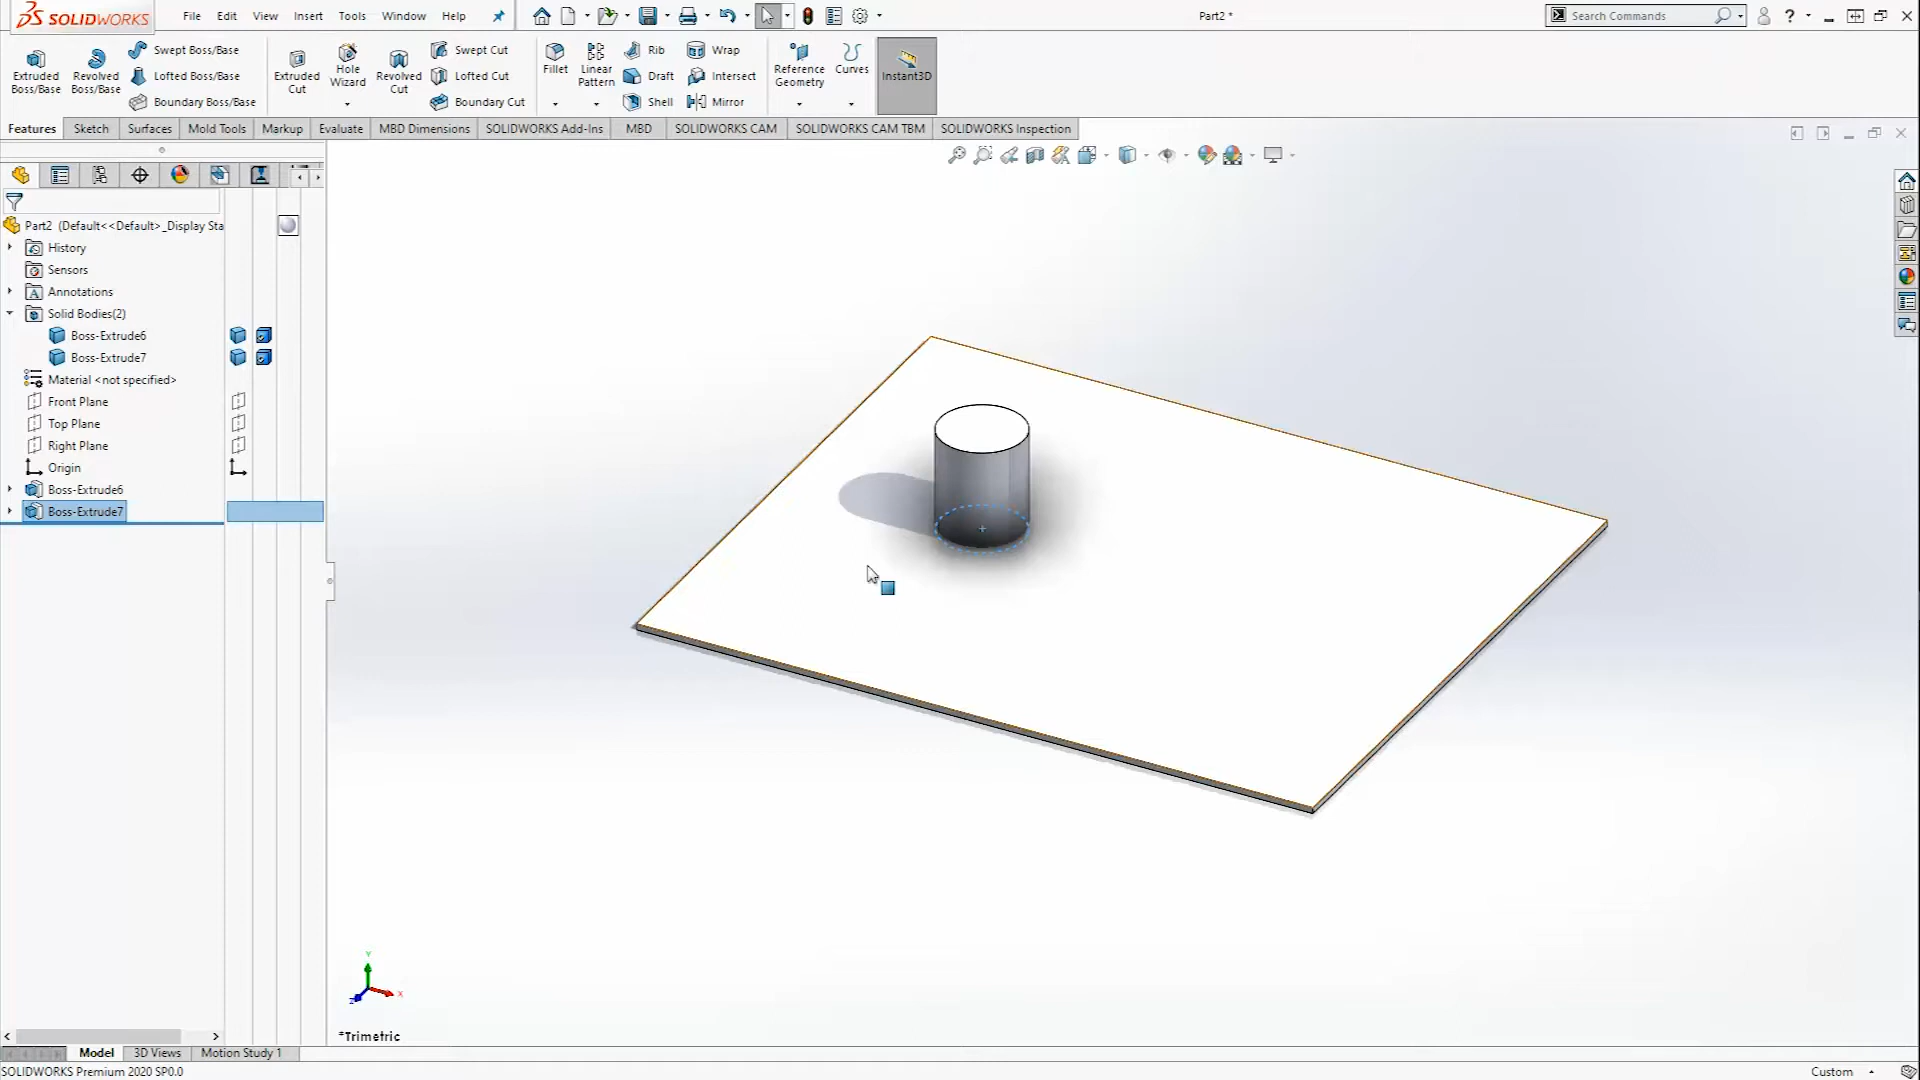 SOLIDWORKS File Edit View Insert Tools Window Help Part2 * Search Commands
Extruded Boss/Base
Revolved Boss/Base
Swept Boss/Base
Lofted Boss/Base
Boundary Boss/Base
Extruded Cut
Hole Wizard
Revolved Cut
Swept Cut
Lofted Cut
Boundary Cut
Fillet
Linear Pattern
Rib
Draft
Shell
Wrap
Intersect
Mirror
Reference Geometry
Curves
Instant3D
Features Sketch Surfaces Mold Tools Markup Evaluate MBD Dimensions SOLIDWORKS Add-Ins MBD SOLIDWORKS CAM SOLIDWORKS CAM TBM SOLIDWORKS Inspection
Part2 (Default<<Default>_Display Sta
History
Sensors
Annotations
Solid Bodies(2)
Boss-Extrude6
Boss-Extrude7
Material <not specified>
Front Plane
Top Plane
Right Plane
Origin
Boss-Extrude6
Boss-Extrude7
Y
X
Z
*Trimetric
Model 3D Views Motion Study 1
SOLIDWORKS Premium 2020 SP0.0 Custom